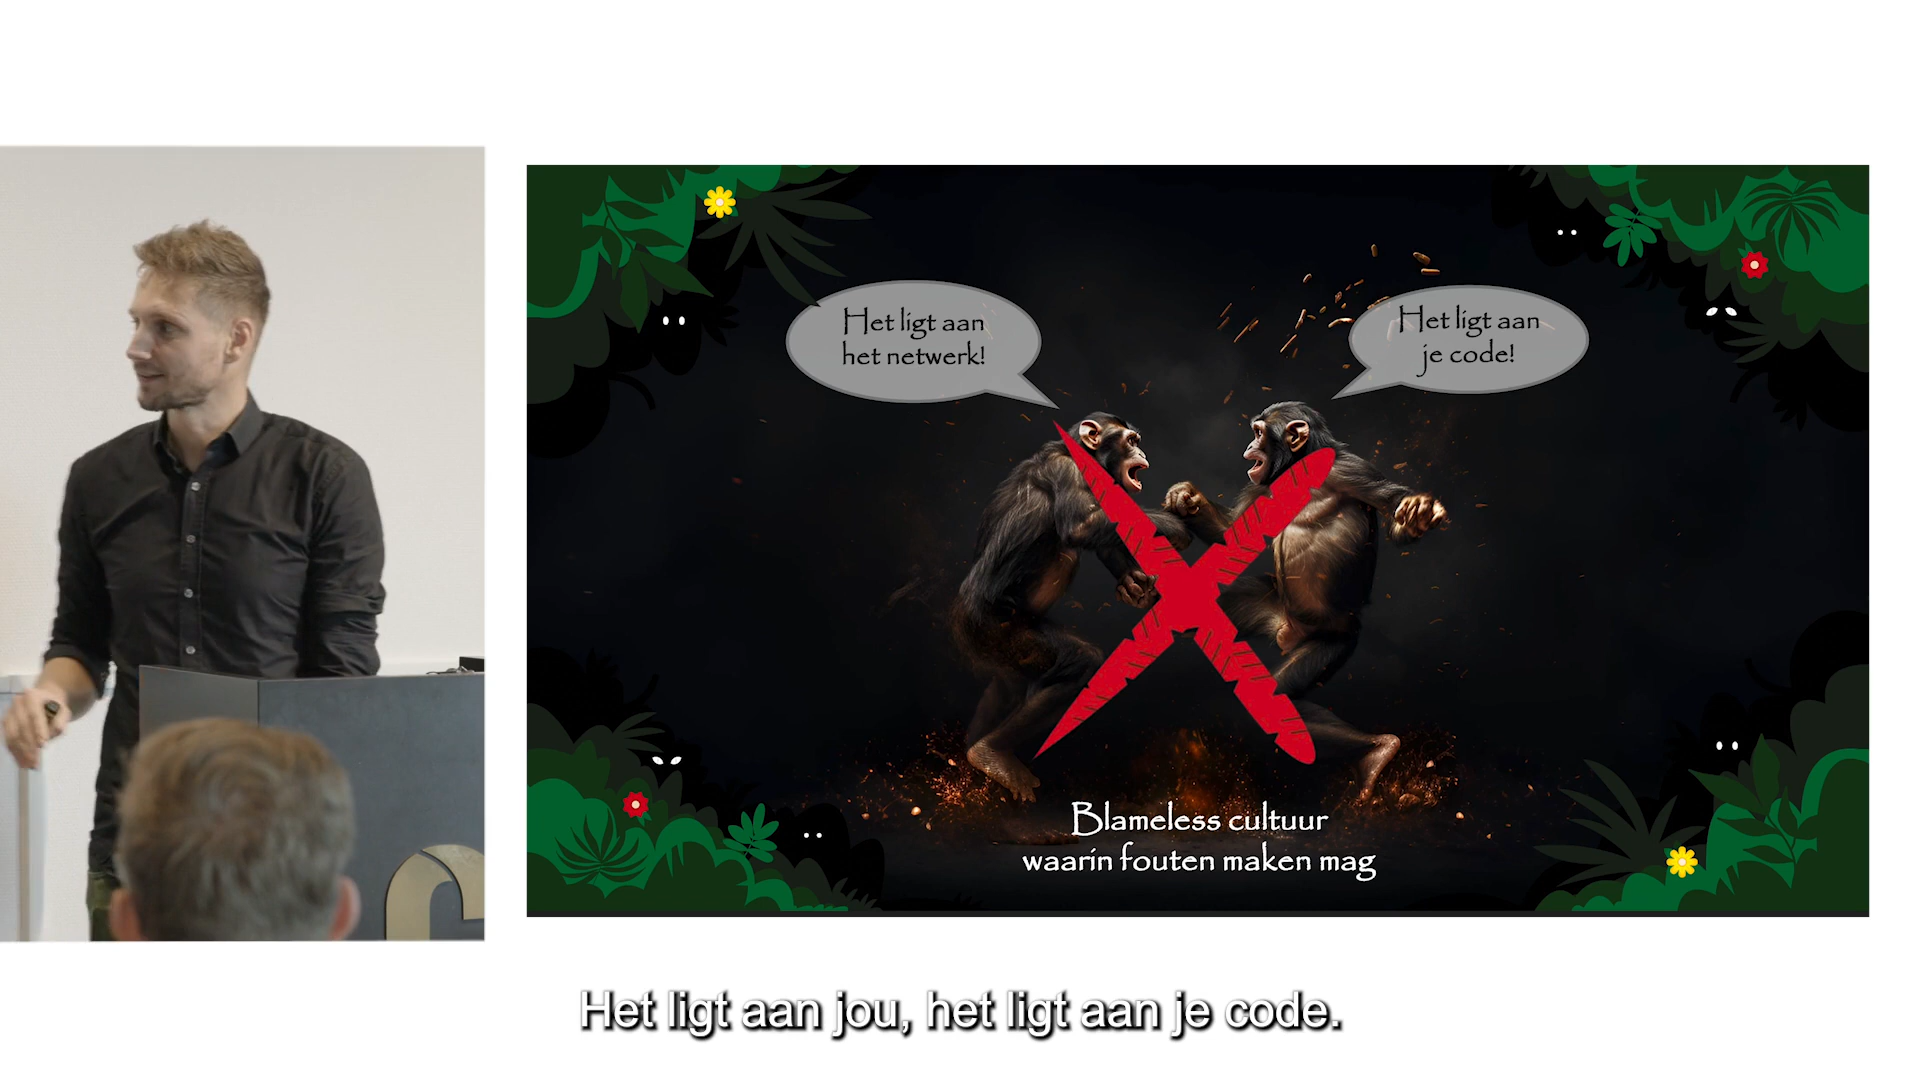 Het ligt aan
het netwerk!
Het ligt aan
je code!
Blameless cultuur
waarin fouten maken mag
Het ligt aan jou, het ligt aan je code.